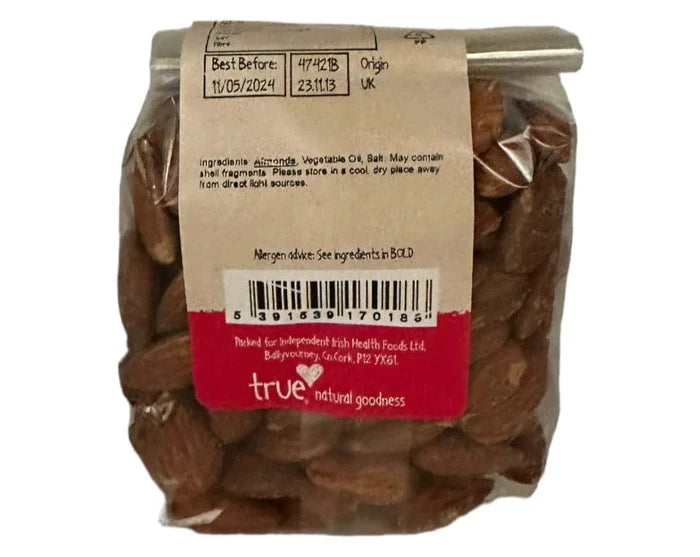 Fibre
Best Before: 47421B Origin
11/05/2024 23.11.13 UK
Ingredients: Almonds, Vegetable Oil, Salt. May contain
shell fragments. Please store in a cool, dry place away
from direct light sources.
Allergen advice: See ingredients in BOLD
5 391539 170186
Packed for Independent Irish Health Foods Ltd,
Ballyvourney, Co.Cork, P12 YX61.
true
natural goodness